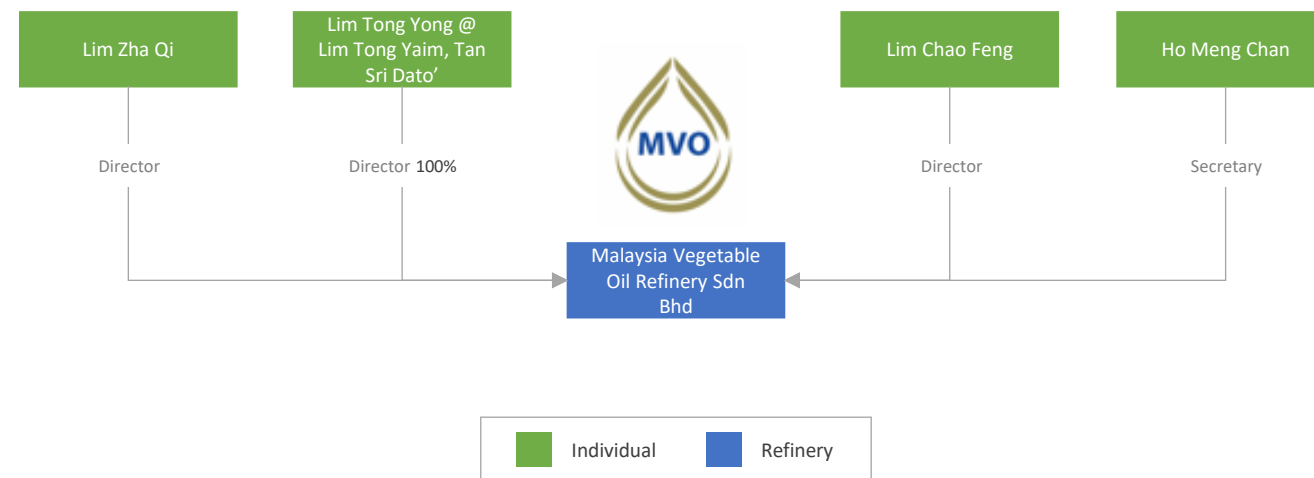 Lim Zha Qi
Lim Tong Yong @
Lim Tong Yaim, Tan
Sri Dato’
Lim Chao Feng
Ho Meng Chan
MVO
Director
Director 100%
Director
Secretary
Malaysia Vegetable
Oil Refinery Sdn
Bhd
Individual
Refinery